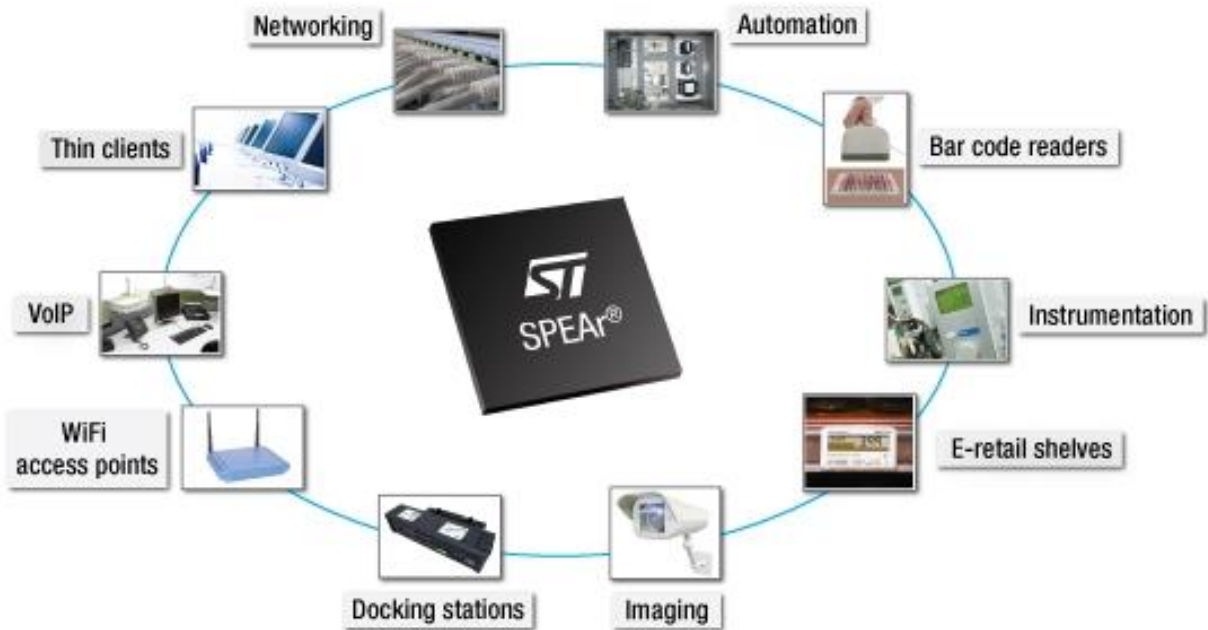 Networking
Automation
Thin clients
Bar code readers
ST
SPEAr®
VoIP
Instrumentation
WiFi
access points
E-retail shelves
Docking stations
Imaging